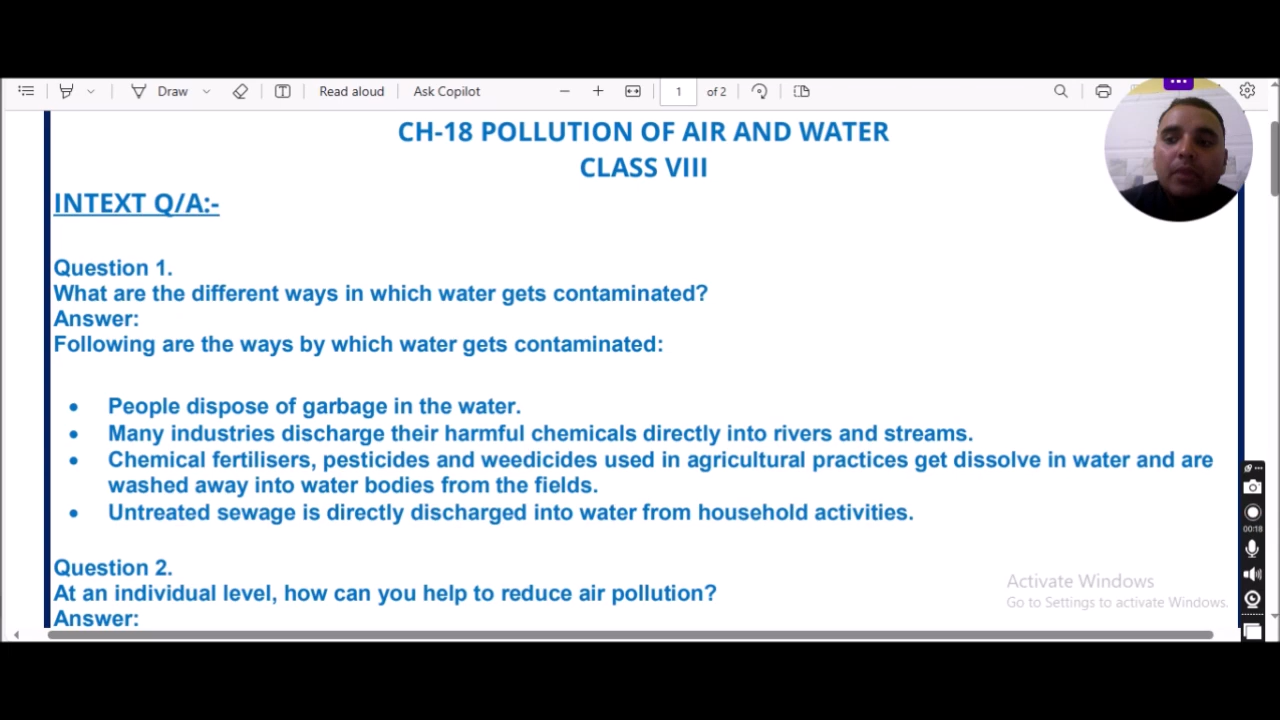 Draw
Read aloud
Ask Copilot
1 of 2
CH-18 POLLUTION OF AIR AND WATER
CLASS VIII
INTEXT Q/A:-
Question 1.
What are the different ways in which water gets contaminated?
Answer:
Following are the ways by which water gets contaminated:
• People dispose of garbage in the water.
• Many industries discharge their harmful chemicals directly into rivers and streams.
• Chemical fertilisers, pesticides and weedicides used in agricultural practices get dissolve in water and are
washed away into water bodies from the fields.
• Untreated sewage is directly discharged into water from household activities.
00:18
Question 2.
At an individual level, how can you help to reduce air pollution?
Answer:
Activate Windows
Go to Settings to activate Windows.